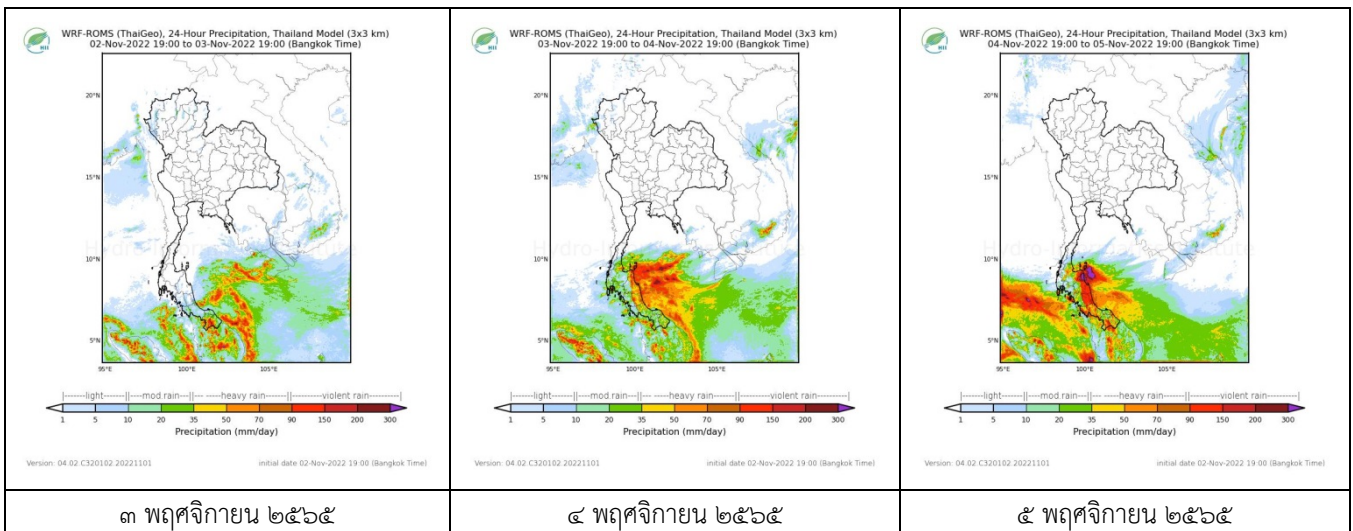 WRF-ROMS (ThaiGeo), 24-Hour Precipitation, Thailand Model (3x3 km)
02-Nov-2022 19:00 to 03-Nov-2022 19:00 (Bangkok Time)
HII
20°N
15°N
10°N
5°N
95°E 100°E 105°E
|-------light------||---mod rain-||--- heavy rain------||---------violent rain---------|
1 5 10 20 35 50 70 90 150 200 300
Precipitation (mm/day)
Version: 04.02.C320102.20221101 initial date 02-Nov-2022 19:00 (Bangkok Time)
๓ พฤศจิกายน ๒๕๖๕
WRF-ROMS (ThaiGeo), 24-Hour Precipitation, Thailand Model (3x3 km)
03-Nov-2022 19:00 to 04-Nov-2022 19:00 (Bangkok Time)
HII
20°N
15°N
10°N
5°N
95°E 100°E 105°E
|-------light------||---mod rain-||--- heavy rain------||---------violent rain---------|
1 5 10 20 35 50 70 90 150 200 300
Precipitation (mm/day)
Version: 04.02.C320102.20221101 initial date 02-Nov-2022 19:00 (Bangkok Time)
๔ พฤศจิกายน ๒๕๖๕
WRF-ROMS (ThaiGeo), 24-Hour Precipitation, Thailand Model (3x3 km)
04-Nov-2022 19:00 to 05-Nov-2022 19:00 (Bangkok Time)
HII
20°N
15°N
10°N
5°N
95°E 100°E 105°E
|-------light------||---mod rain-||--- heavy rain------||---------violent rain---------|
1 5 10 20 35 50 70 90 150 200 300
Precipitation (mm/day)
Version: 04.02.C320102.20221101 initial date 02-Nov-2022 19:00 (Bangkok Time)
๕ พฤศจิกายน ๒๕๖๕